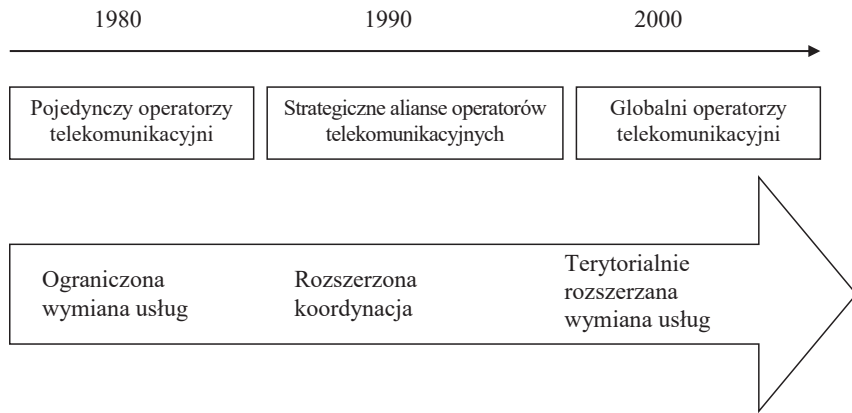 1980
1990
2000
Pojedynczy operatorzy
telekomunikacyjni
Strategiczne alianse operatorów
telekomunikacyjnych
Globalni operatorzy
telekomunikacyjni
Ograniczona
wymiana usług
Rozszerzona
koordynacja
Terytorialnie
rozszerzana
wymiana usług